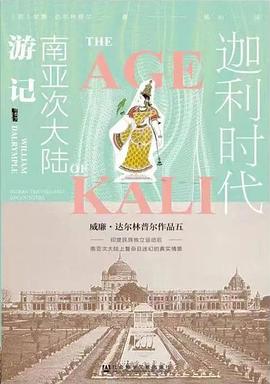 迦利时代
南亚次大陆
游记
THE
AGE
OF
KALI
WILLIAM
DALRYMPLE
威廉·达尔林普尔作品五
印度民族独立运动后
南亚次大陆上繁杂且迷幻的真实情景